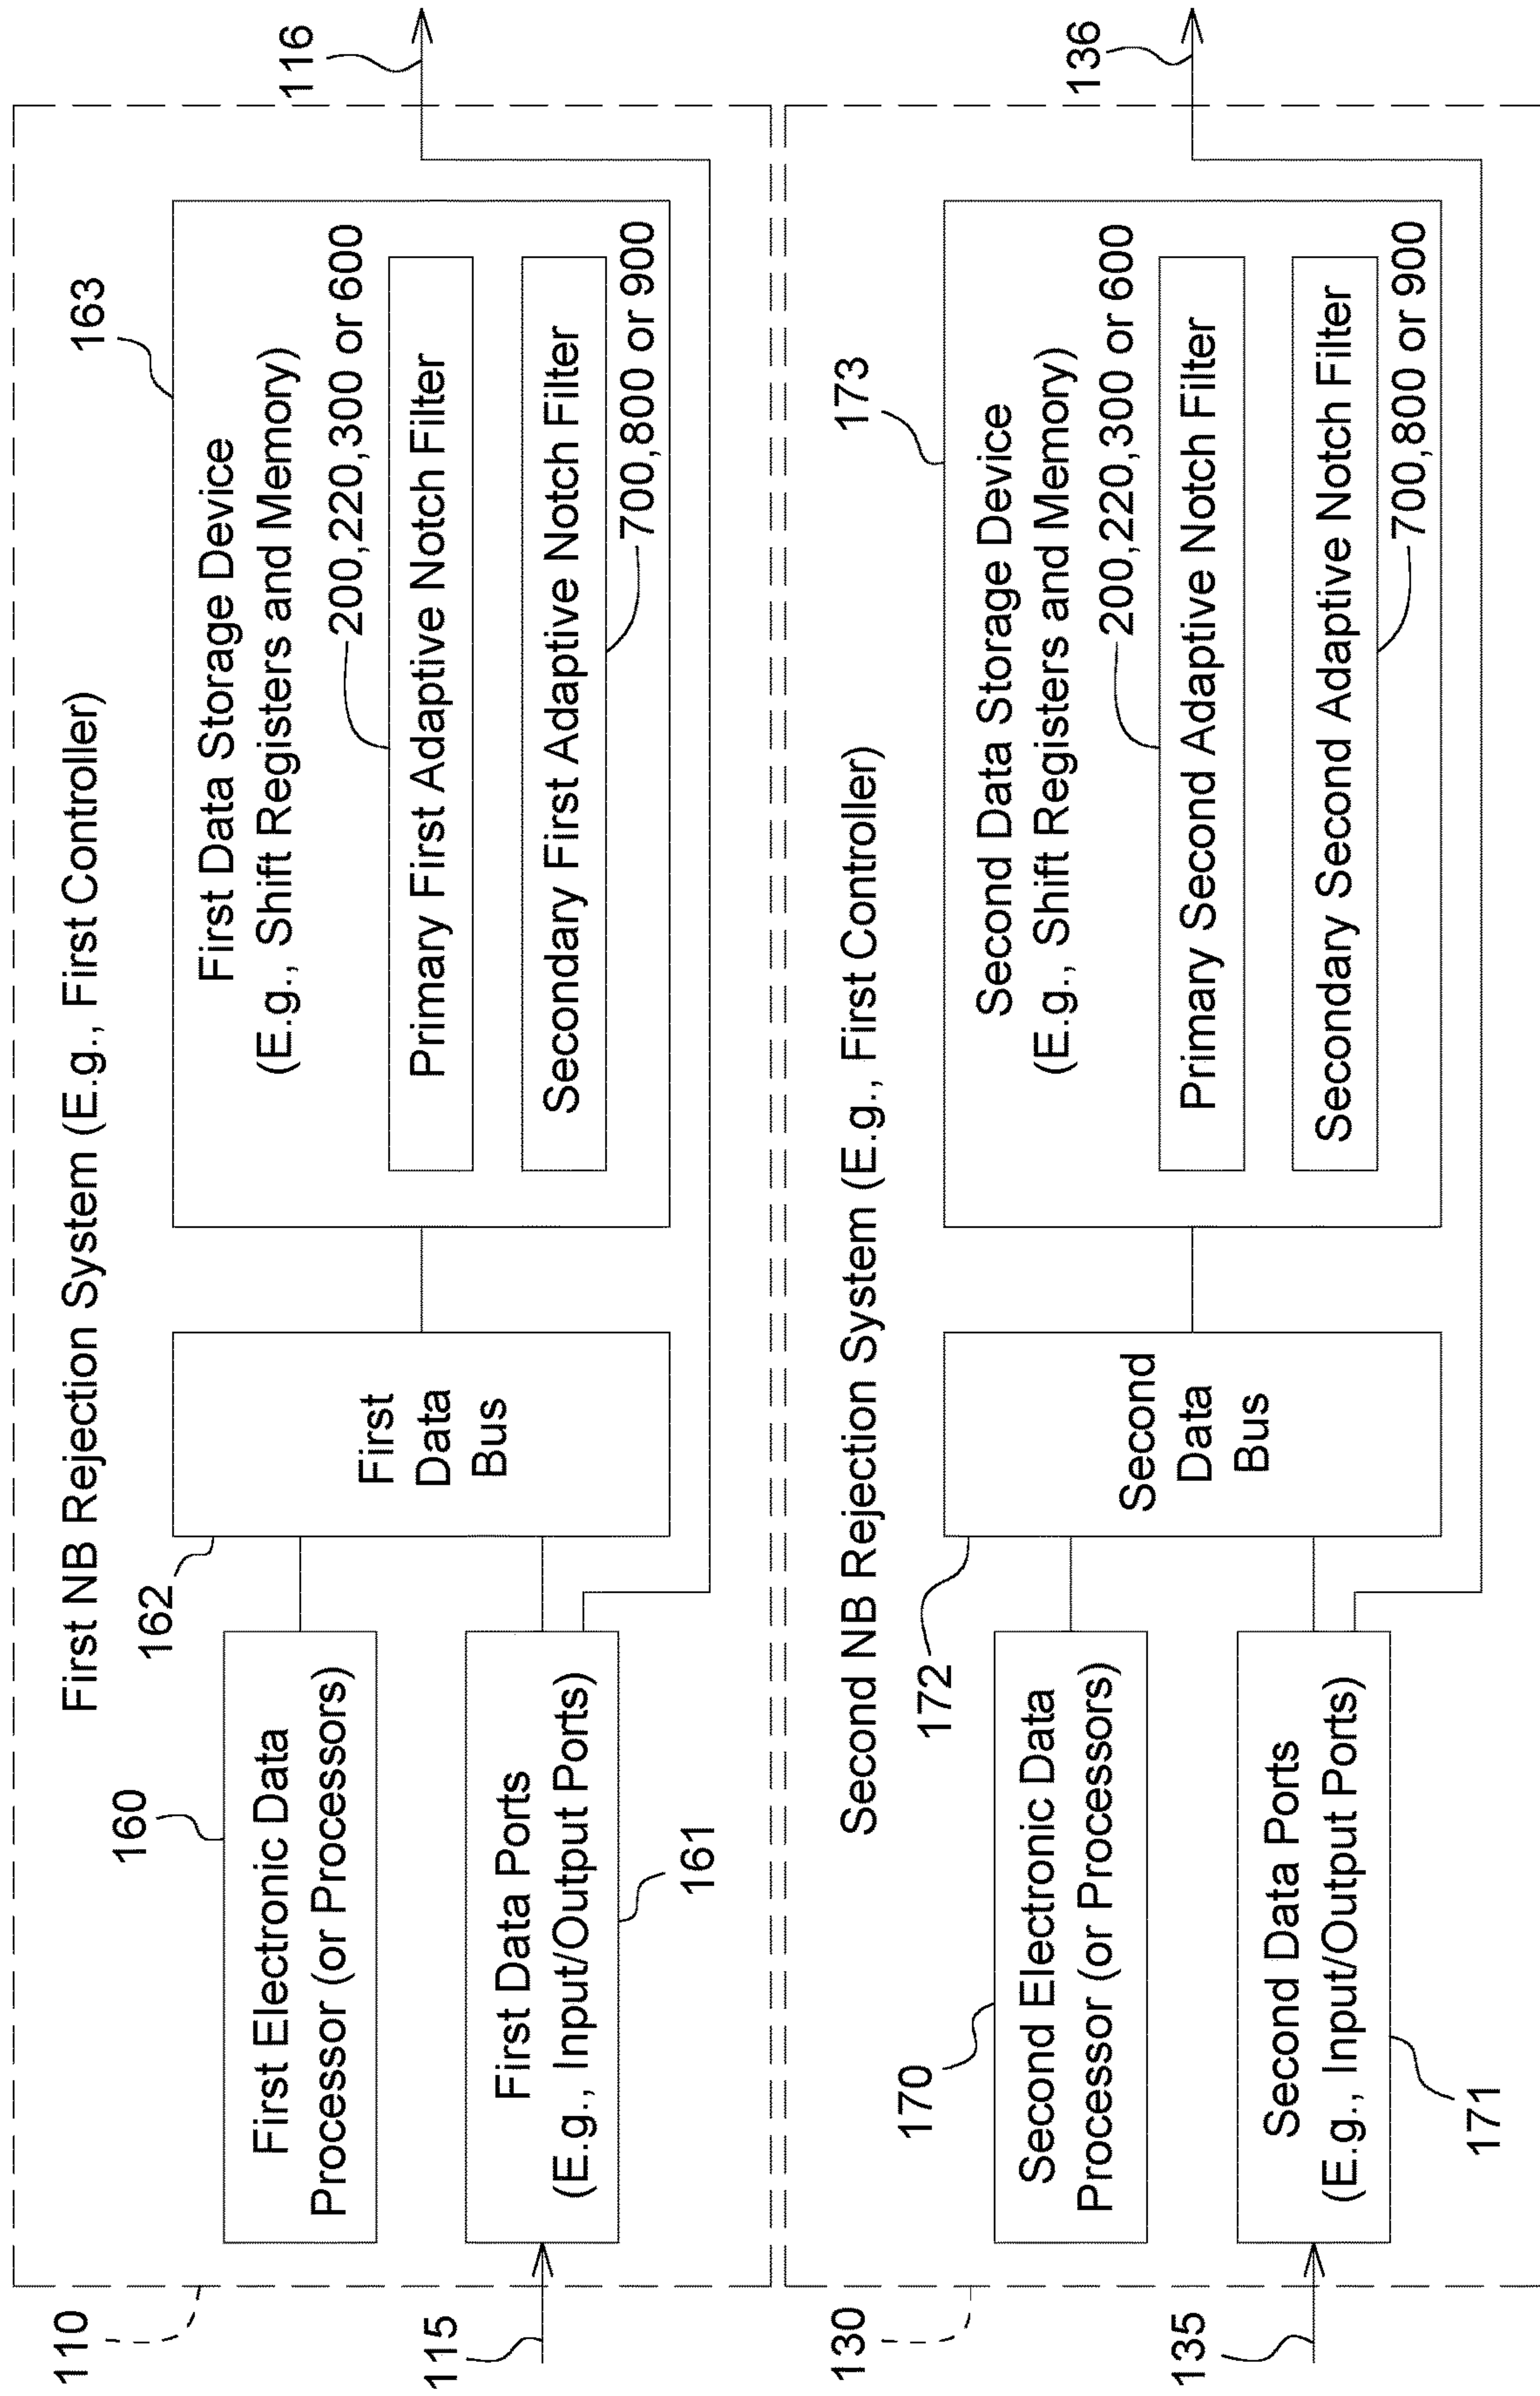 First NB Rejection System (E.g., First Controller)
110
115
160
First Electronic Data
Processor (or Processors)
First Data Ports
(E.g., Input/Output Ports)
161
162
First
Data
Bus
163
First Data Storage Device
(E.g., Shift Registers and Memory)
200,220,300 or 600
Primary First Adaptive Notch Filter
Secondary First Adaptive Notch Filter
700,800 or 900
116
Second NB Rejection System (E.g., First Controller)
130
135
170
Second Electronic Data
Processor (or Processors)
Second Data Ports
(E.g., Input/Output Ports)
171
172
Second
Data
Bus
173
Second Data Storage Device
(E.g., Shift Registers and Memory)
200,220,300 or 600
Primary Second Adaptive Notch Filter
Secondary Second Adaptive Notch Filter
700,800 or 900
136